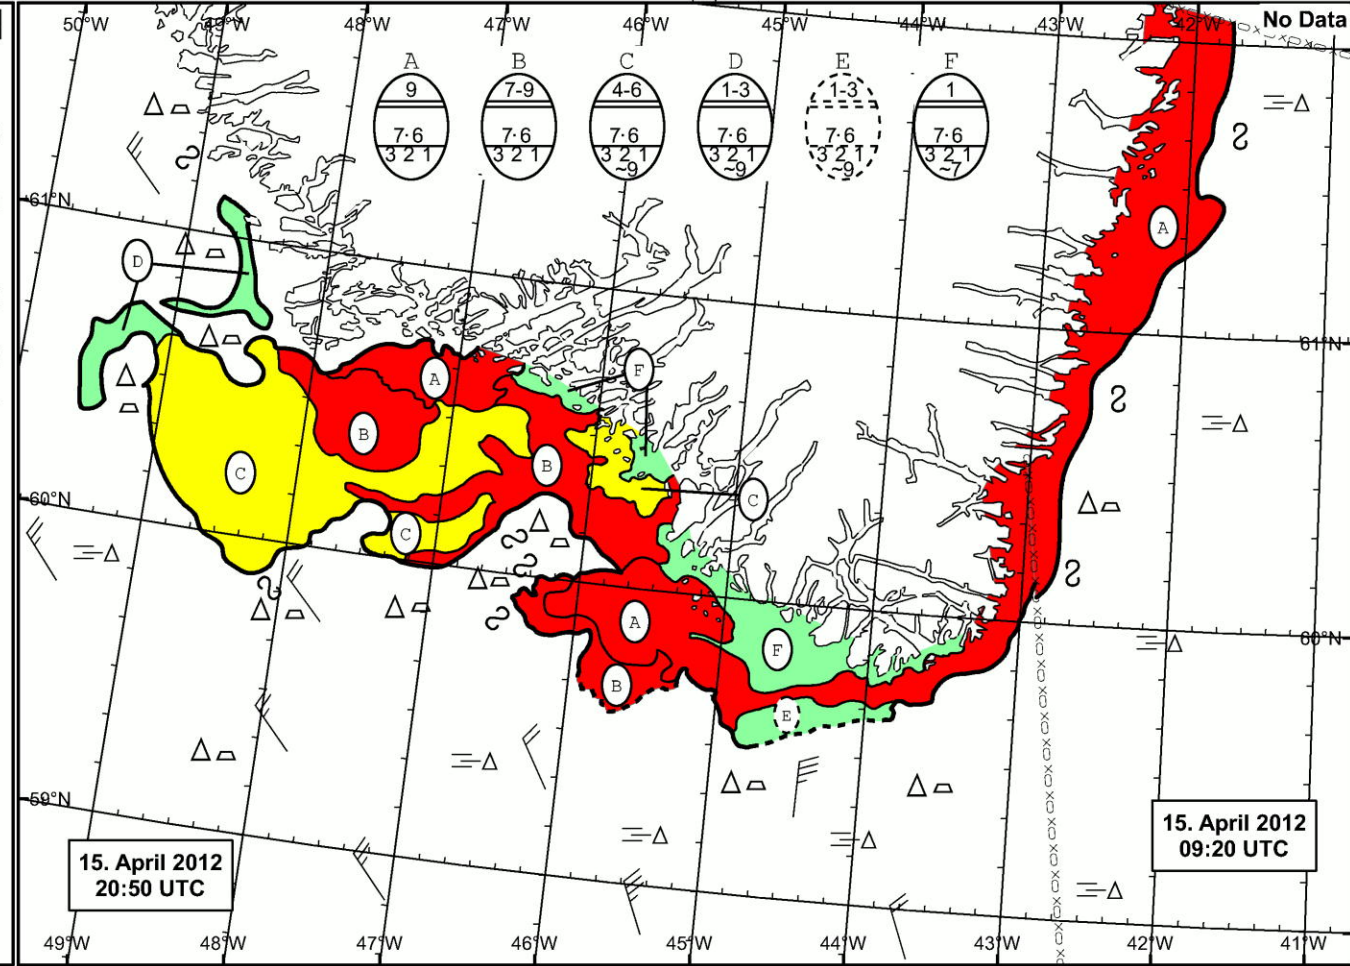 50°W 49°W 48°W 47°W 46°W 45°W 44°W 43°W 42°W No Data
A B C D E F
9 7-9 4-6 1-3 1-3 1
7·6 7·6 7·6 7·6 7·6 7·6
3 2 1 3 2 1 3 2 1 3 2 1 3 2 1 3 2 1
~9 ~9 ~9 ~7
61°N
A
D
61°N
F
A
B
B
C
C
60°N
C
A
F
60°N
B
E
59°N
15. April 2012
20:50 UTC
15. April 2012
09:20 UTC
49°W 48°W 47°W 46°W 45°W 44°W 43°W 42°W 41°W